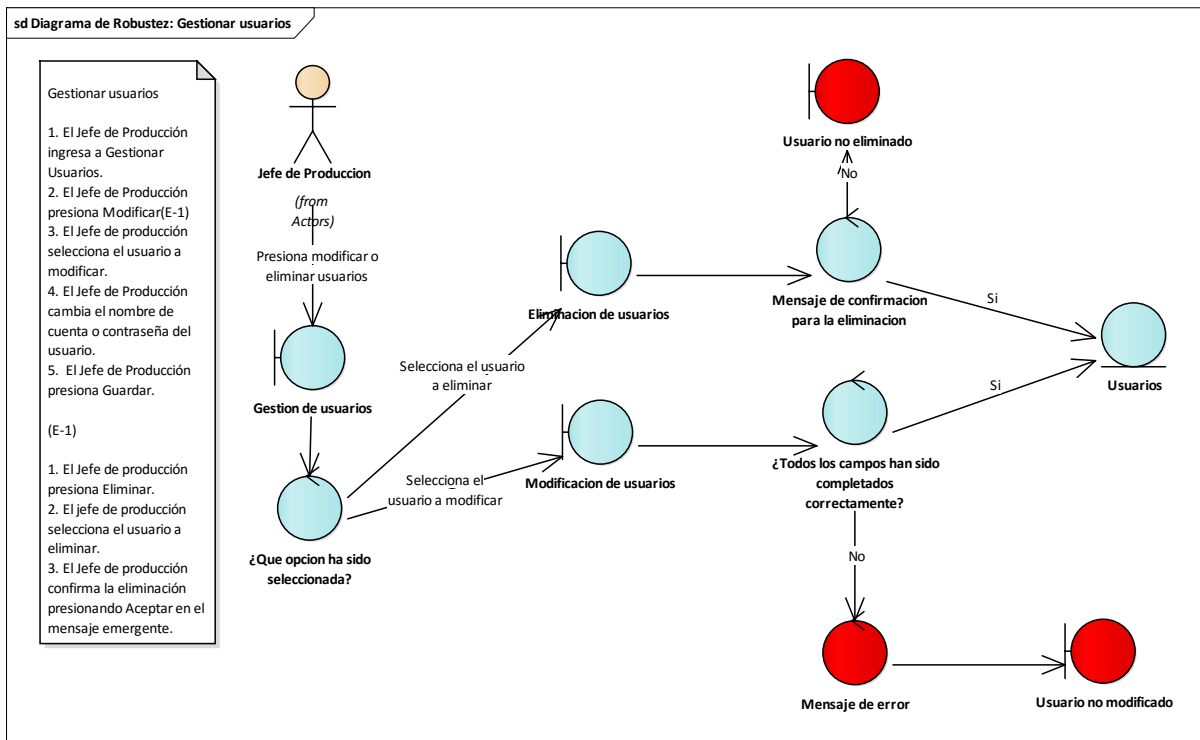 sd Diagrama de Robustez: Gestionar usuarios
Gestionar usuarios
1. El Jefe de Producción
ingresa a Gestionar
Usuarios.
2. El Jefe de Producción
presiona Modificar(E-1)
3. El Jefe de producción
selecciona el usuario a
modificar.
4. El Jefe de Producción
cambia el nombre de
cuenta o contraseña del
usuario.
5. El Jefe de Producción
presiona Guardar.
(E-1)
1. El Jefe de producción
presiona Eliminar.
2. El jefe de producción
selecciona el usuario a
eliminar.
3. El Jefe de producción
confirma la eliminación
presionando Aceptar en el
mensaje emergente.
Jefe de Produccion
(from
Actors)
Presiona modificar o
eliminar usuarios
Gestion de usuarios
¿Que opcion ha sido
seleccionada?
Selecciona el usuario
a eliminar
Selecciona el
usuario a modificar
Eliminacion de usuarios
Modificacion de usuarios
Usuario no eliminado
No
Mensaje de confirmacion
para la eliminacion
Si
¿Todos los campos han sido
completados
correctamente?
Si
Usuarios
No
Mensaje de error
Usuario no modificado